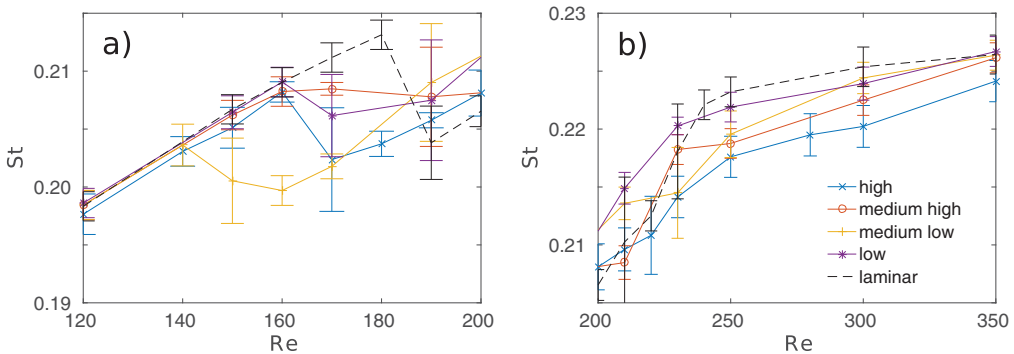 a)
St
0.21
0.20
0.19
120
140
160
180
200
Re
b)
St
0.23
0.22
0.21
200
250
300
350
Re
high
medium high
medium low
low
laminar